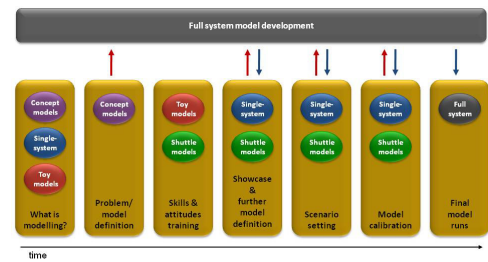 Full system model development
Concept
models
Single-
system
Toy
models
What is
modelling?
Concept
models
Problem/
model
definition
Toy
models
Shuttle
models
Skills &
attitudes
training
Single-
system
Shuttle
models
Showcase
&
further
model
definition
Single-
system
Shuttle
models
Scenario
setting
Single-
system
Shuttle
models
Model
calibration
Full
system
Final
model
runs
time